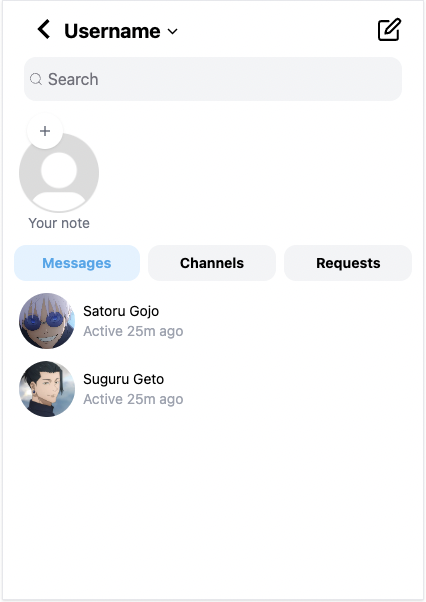 Username
Search
+
Your note
Messages
Channels
Requests
Satoru Gojo
Active 25m ago
Suguru Geto
Active 25m ago